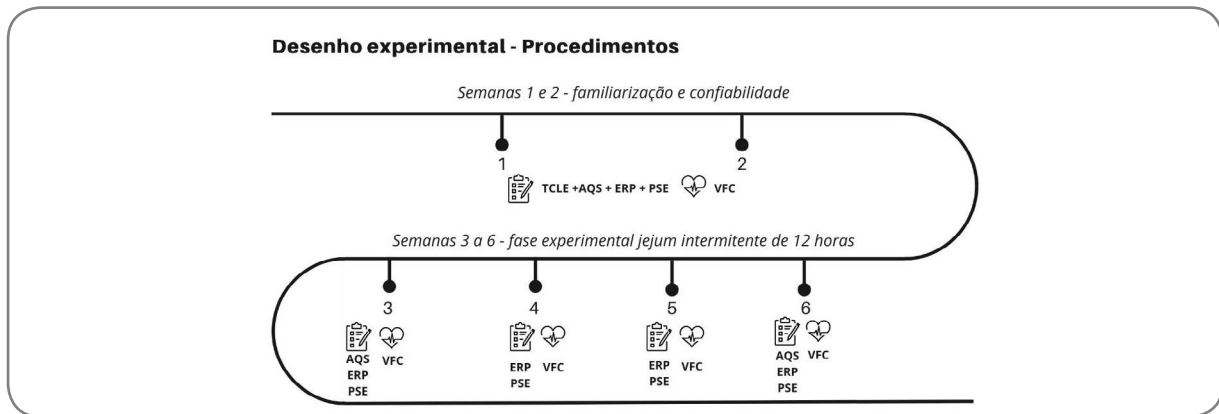 Desenho experimental - Procedimentos
Semanas 1 e 2 - familiarização e confiabilidade
1
2
TCLE +AQS + ERP + PSE
VFC
Semanas 3 a 6 - fase experimental jejum intermitente de 12 horas
3
4
5
6
AQS
ERP
PSE
VFC
ERP
PSE
VFC
ERP
PSE
VFC
AQS
ERP
PSE
VFC